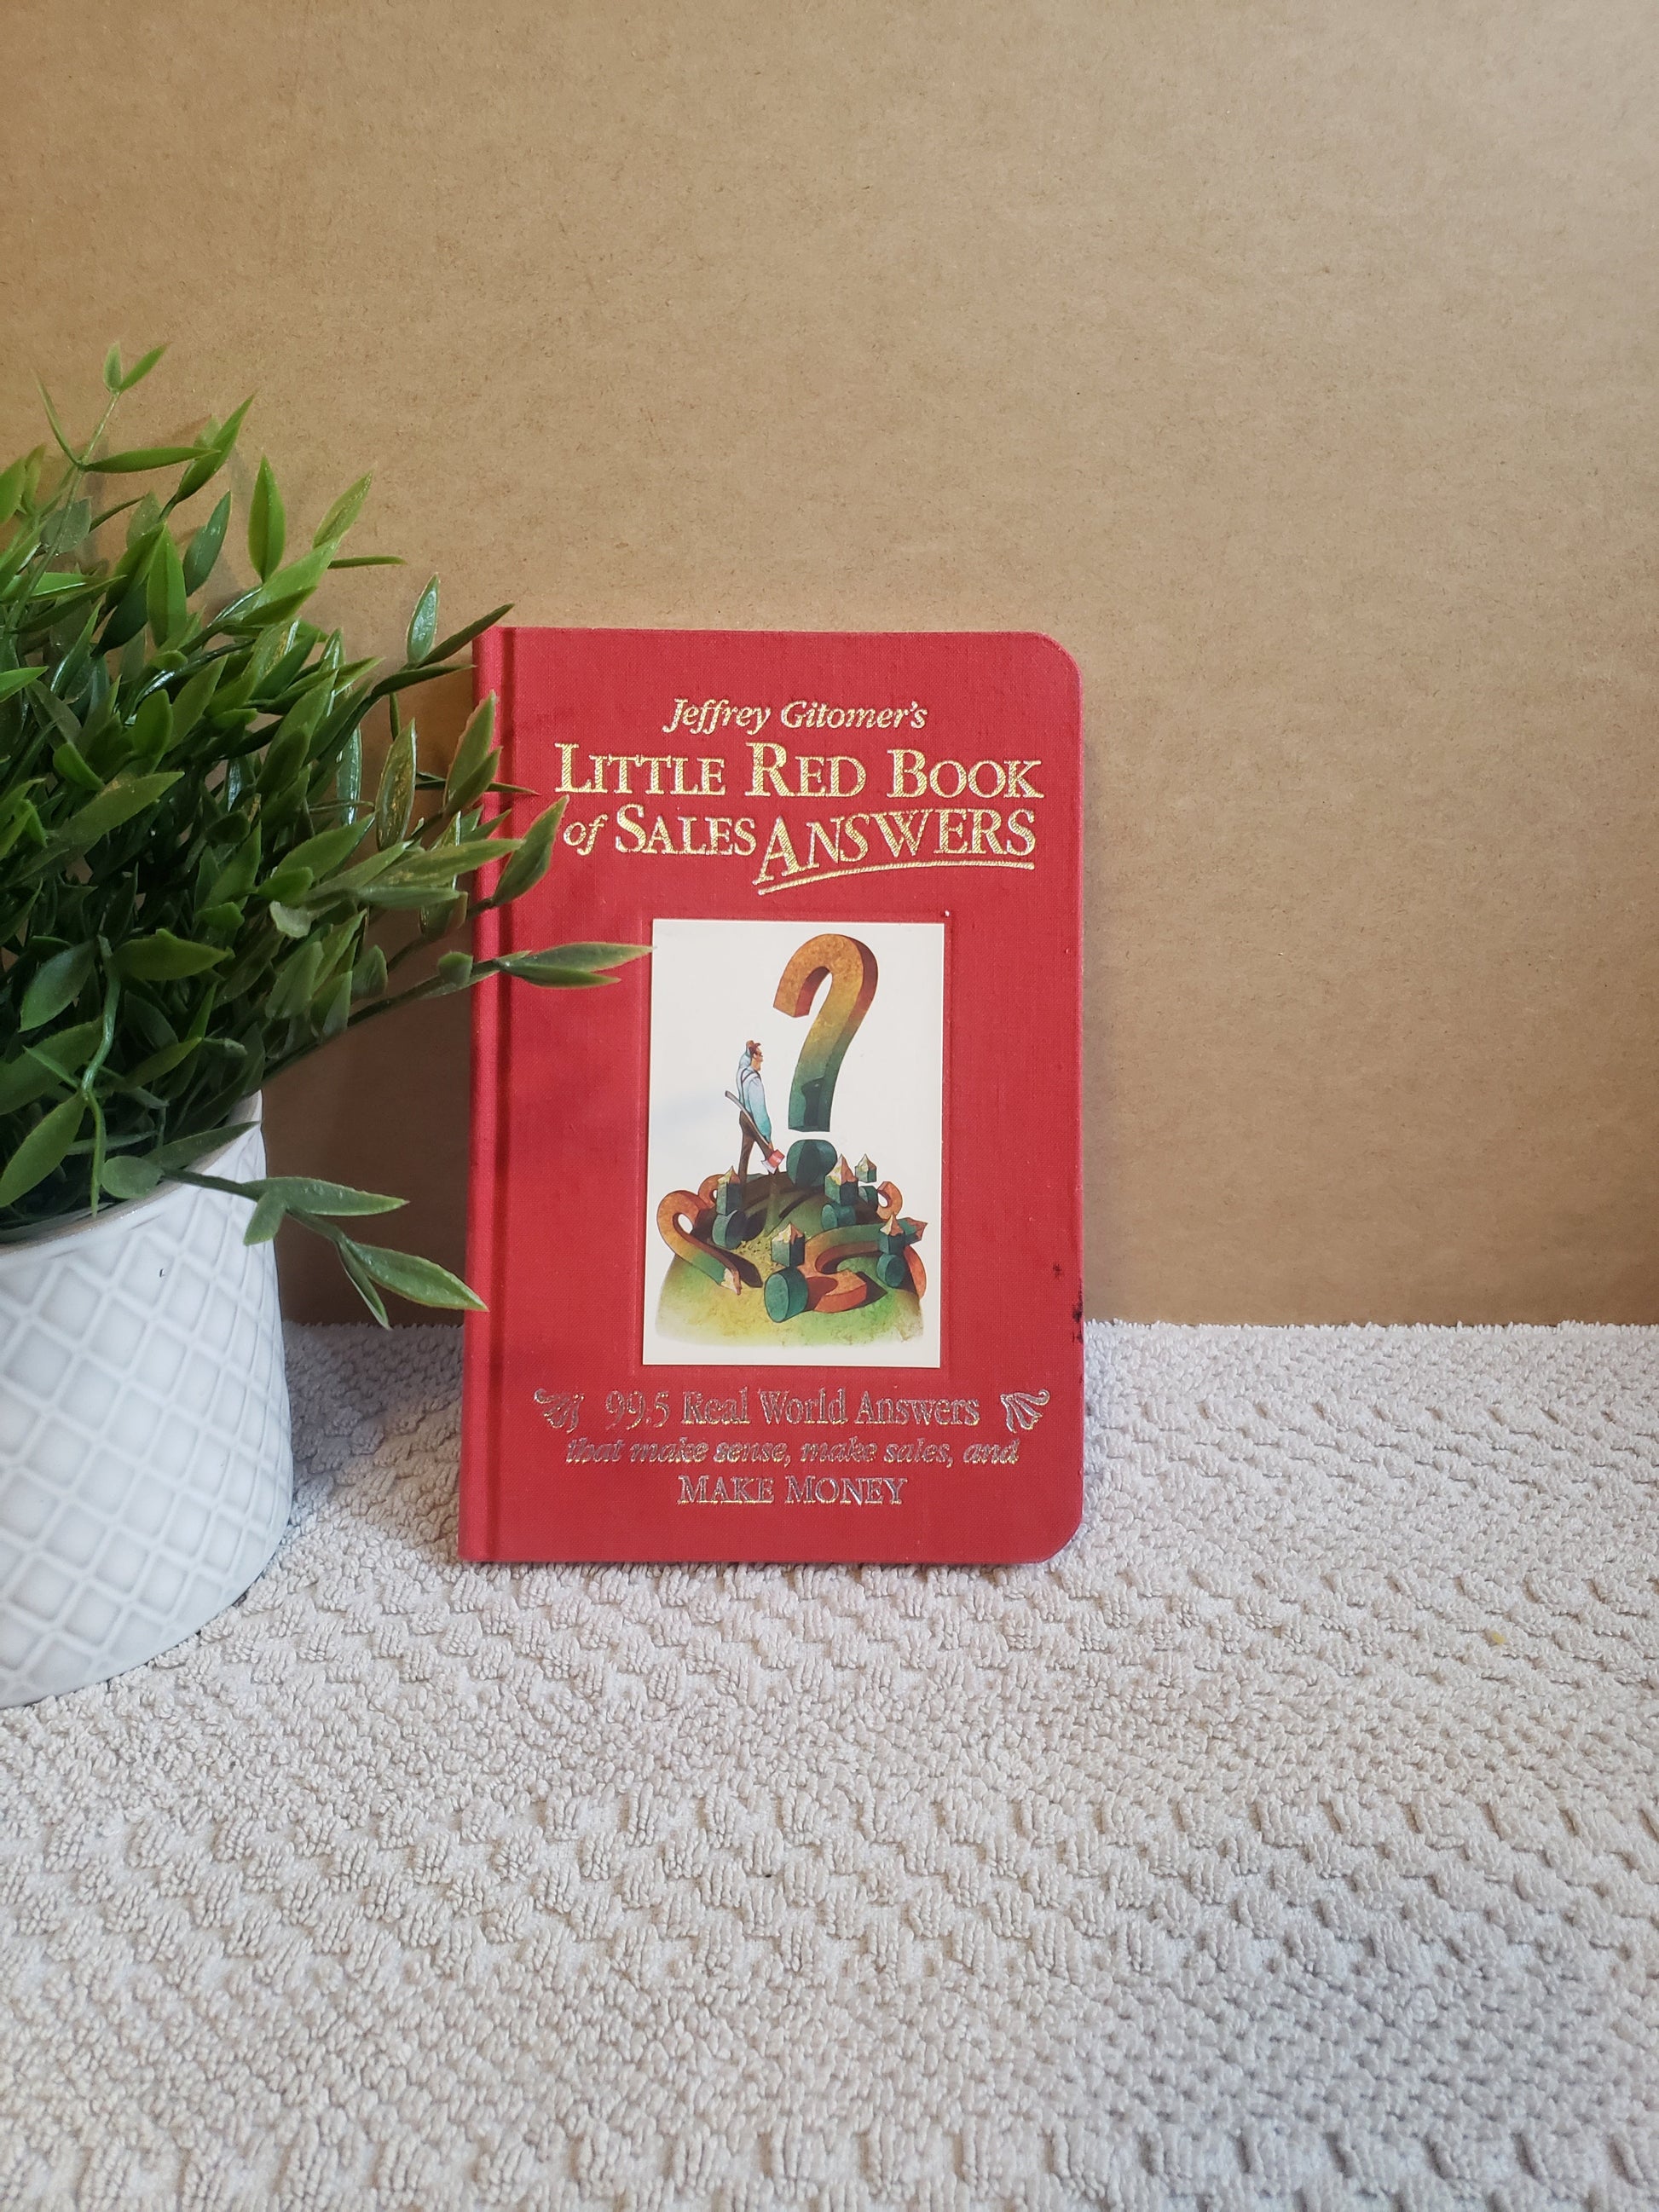 Jeffrey Gitomer's
LITTLE RED BOOK
of SALES ANSWERS
99.5 Real World Answers
that make sense, make sales, and
MAKE MONEY